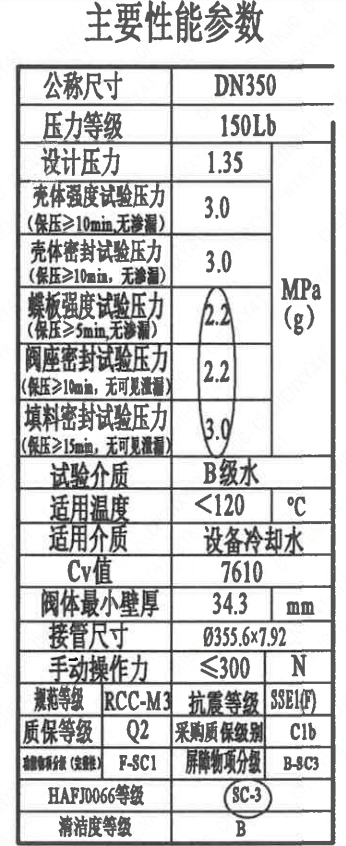 主要性能参数
公称尺寸 DN350
压力等级 150Lb
设计压力 1.35
壳体强度试验压力
(保压≥10min,无渗漏) 3.0
壳体密封试验压力
(保压≥10min，无渗漏) 3.0
MPa
(g)
蝶板强度试验压力
(保压≥5min,无渗漏) 2.2
阀座密封试验压力
(保压≥10min，无可见泄漏) 2.2
填料密封试验压力
(保压≥15min，无可见泄漏) 3.0
试验介质 B级水
适用温度 <120 °C
适用介质 设备冷却水
Cv值 7610
阀体最小壁厚 34.3 mm
接管尺寸 Ø355.6×7.92
手动操作力 ≤300 N
规范等级 RCC-M3 抗震等级 SSE1(F)
质保等级 Q2 采购质保级别 C1b
F-SC1 屏障物项分级 B-SC3
HAFJ0066等级 SC-3
清洁度等级 B